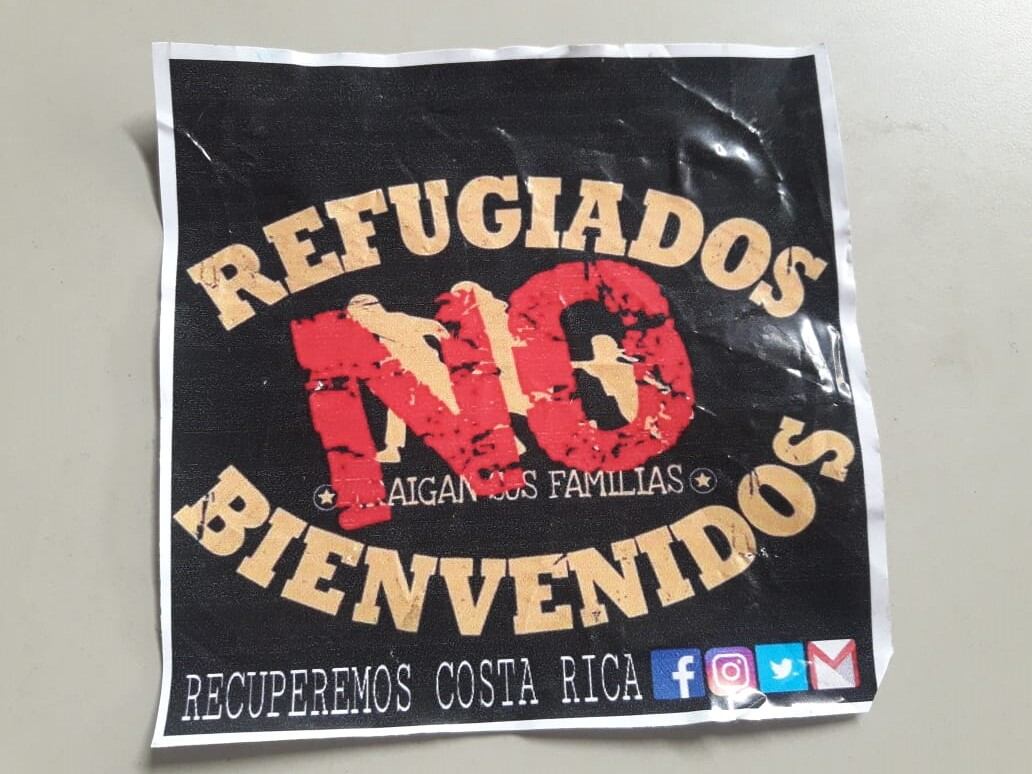 REFUGIADOS
NO
TRAIGAN SUS FAMILIAS
BIENVENIDOS
RECUPEREMOS COSTA RICA